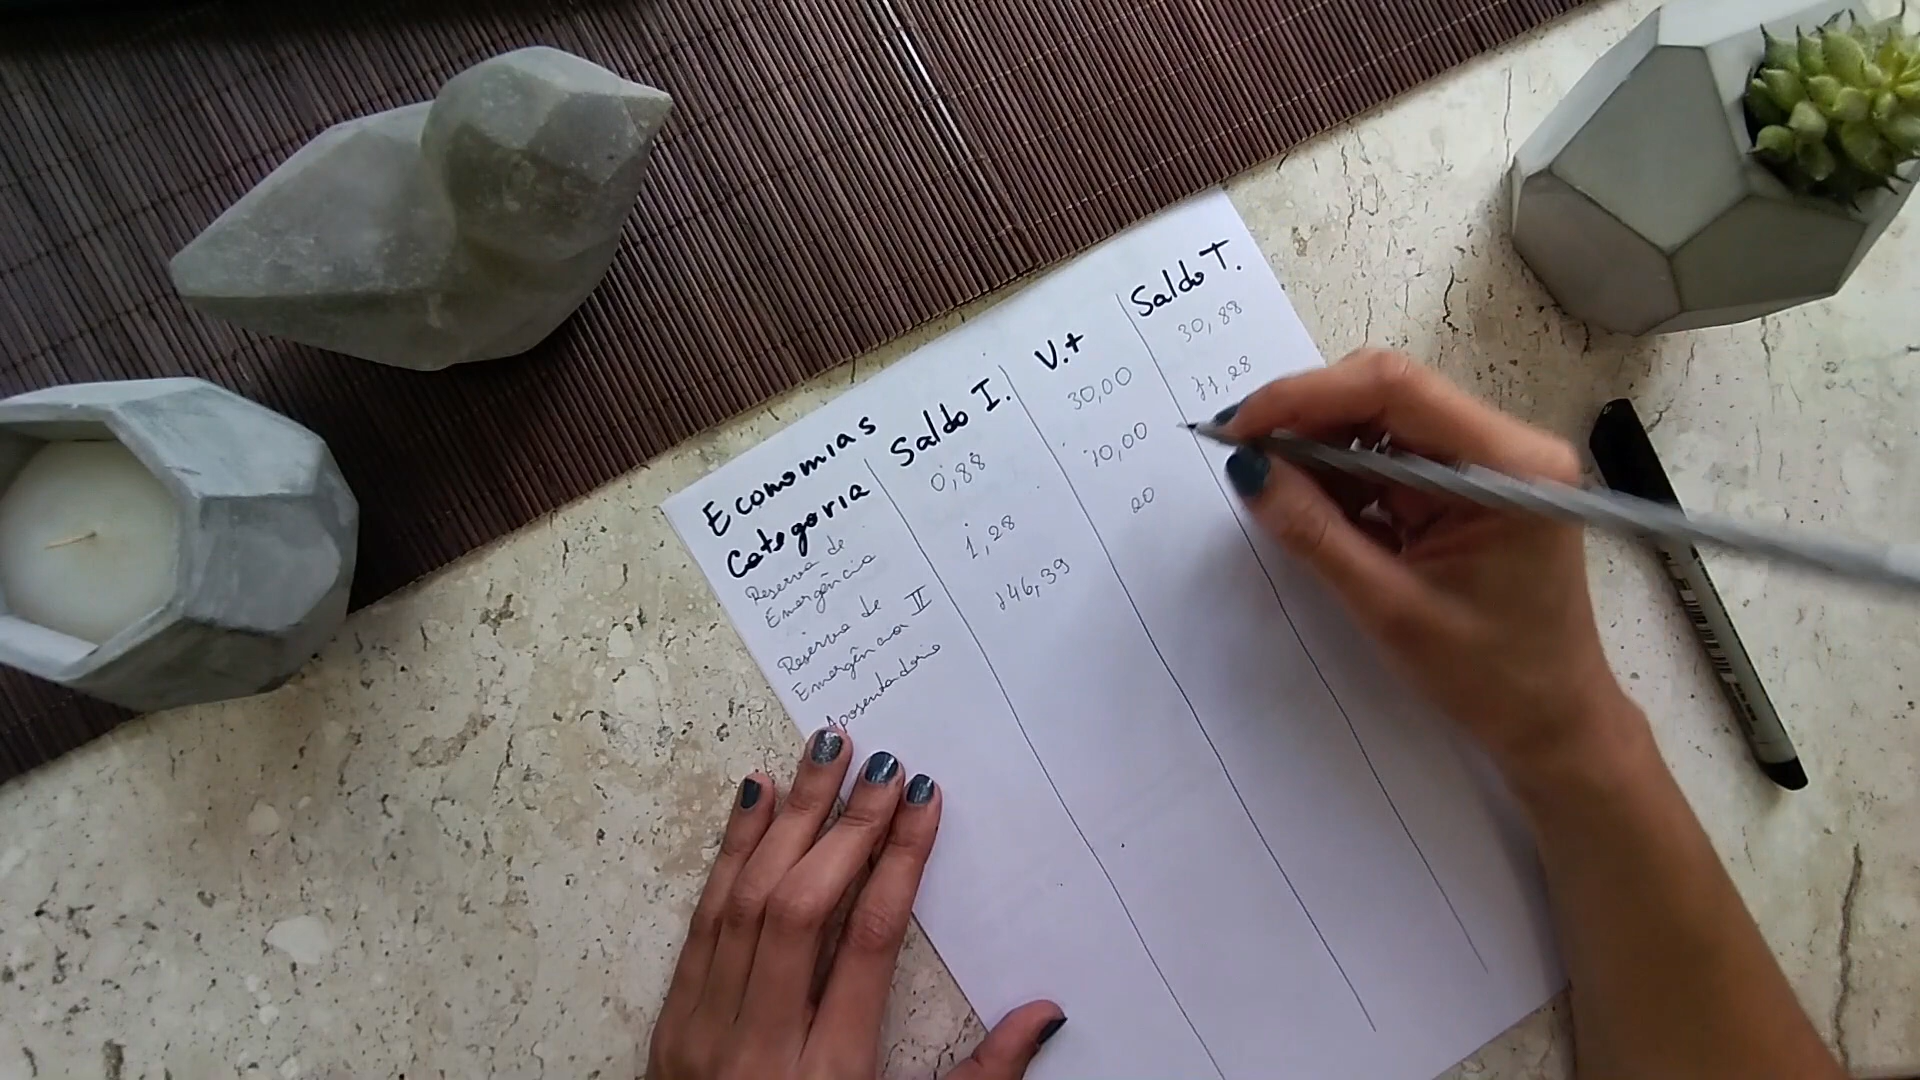 Economias
Categoria Saldo I. V.+ Saldo T.
Reserva de
Emergência 0,88 30,00 30,88
Reserva de
Emergência II 1,28 10,00 11,28
Aposentadoria 146,39 20